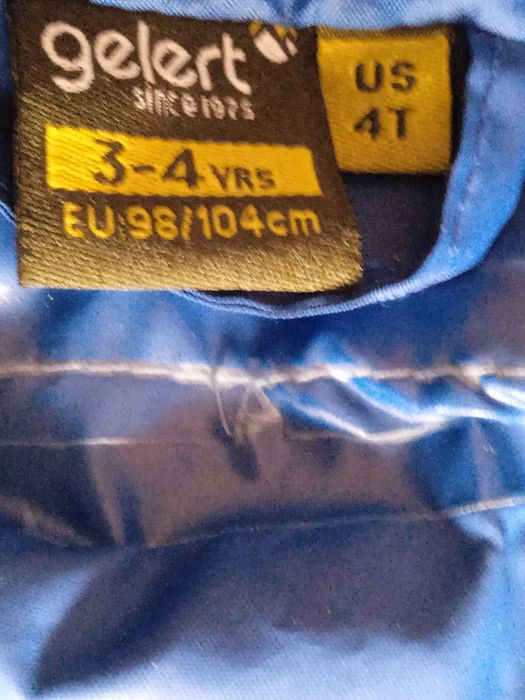 gelert
SINCE 1975
3-4 YRS
EU:98/104cm
US
4T